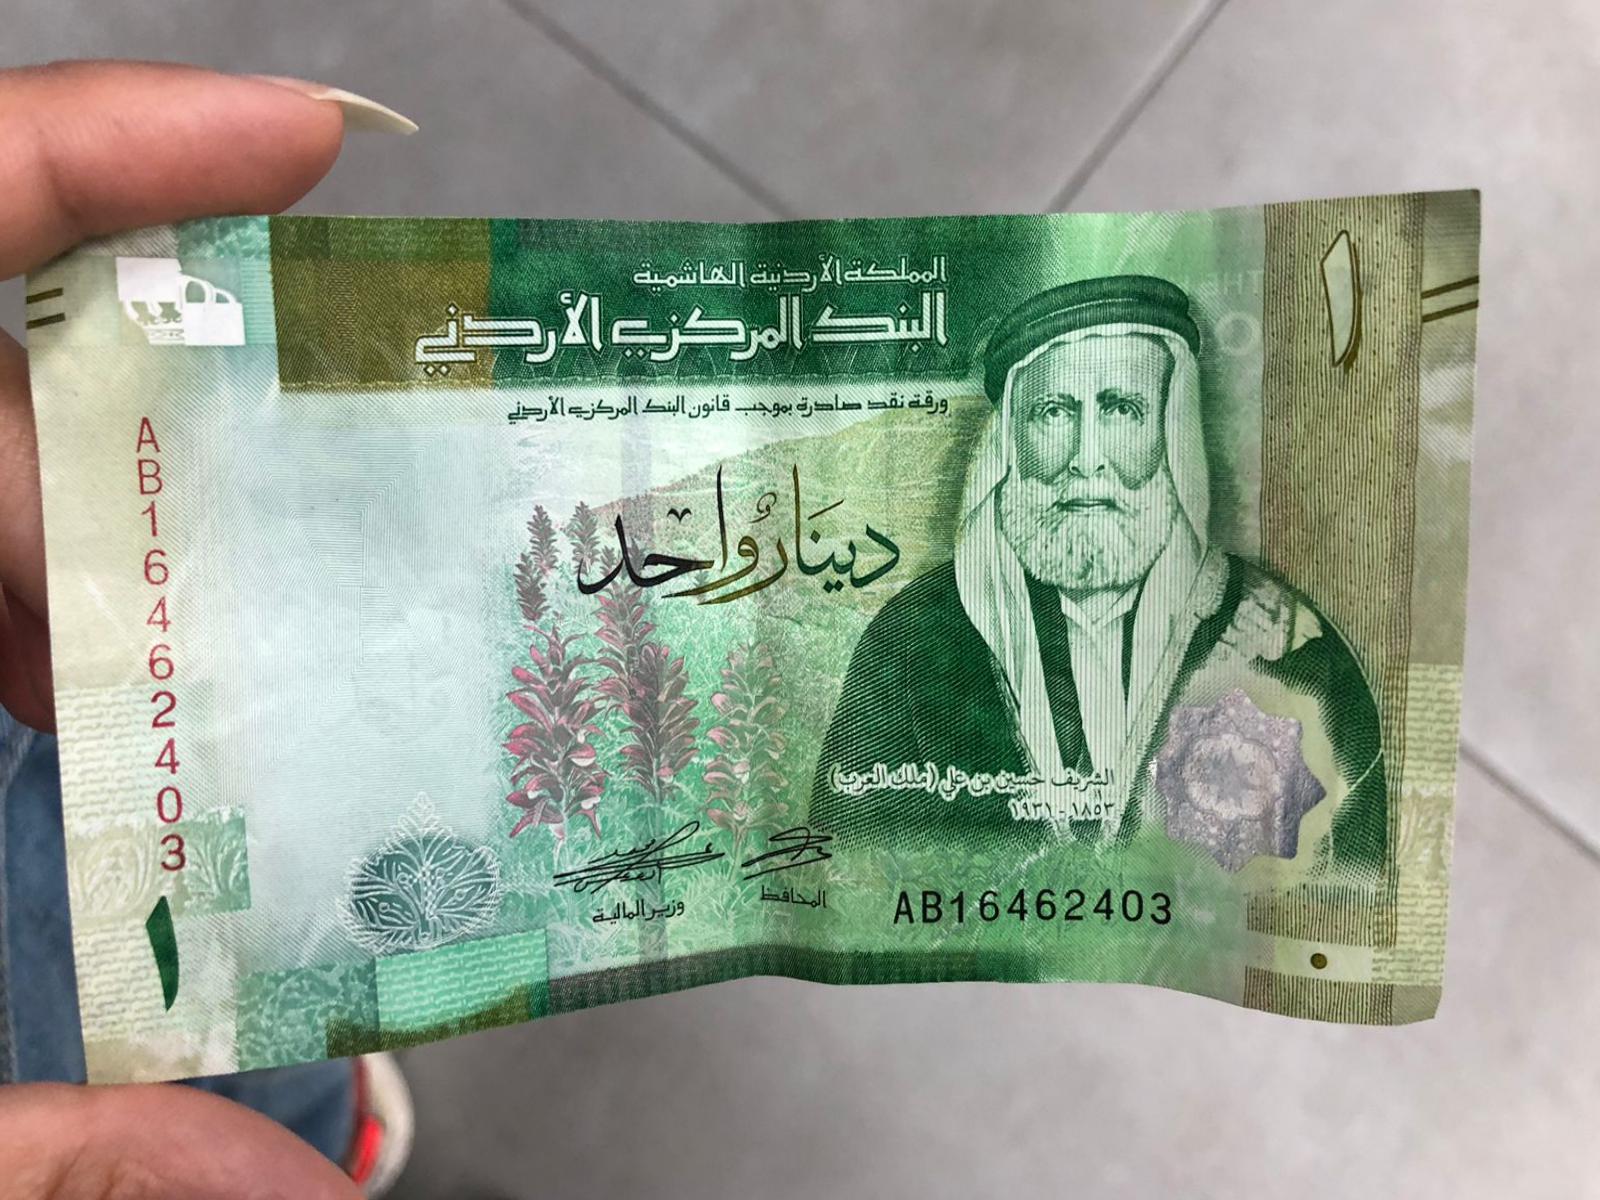 المملكة الأردنية الهاشمية
البنك المركزي الأردني
ورقة نقد صادرة بموجب قانون البنك المركزي الأردني
١
دينار واحد
AB16462403
الشريف حسين بن علي (ملك العرب)
١٨٥٣ - ١٩٣١
المحافظ
وزير المالية
AB16462403
١